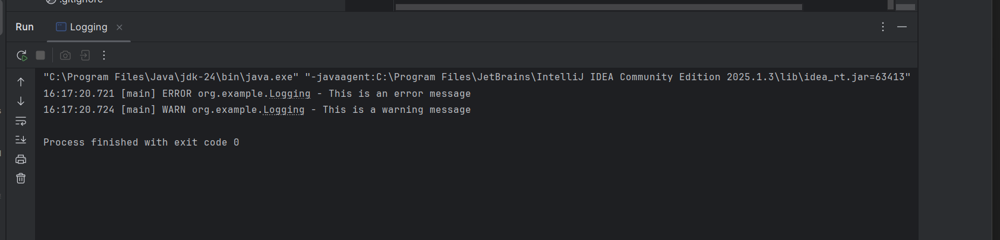 .gitignore
Run Logging
"C:\Program Files\Java\jdk-24\bin\java.exe" "-javaagent:C:\Program Files\JetBrains\IntelliJ IDEA Community Edition 2025.1.3\lib\idea_rt.jar=63413"
16:17:20.721 [main] ERROR org.example.Logging - This is an error message
16:17:20.724 [main] WARN org.example.Logging - This is a warning message
Process finished with exit code 0